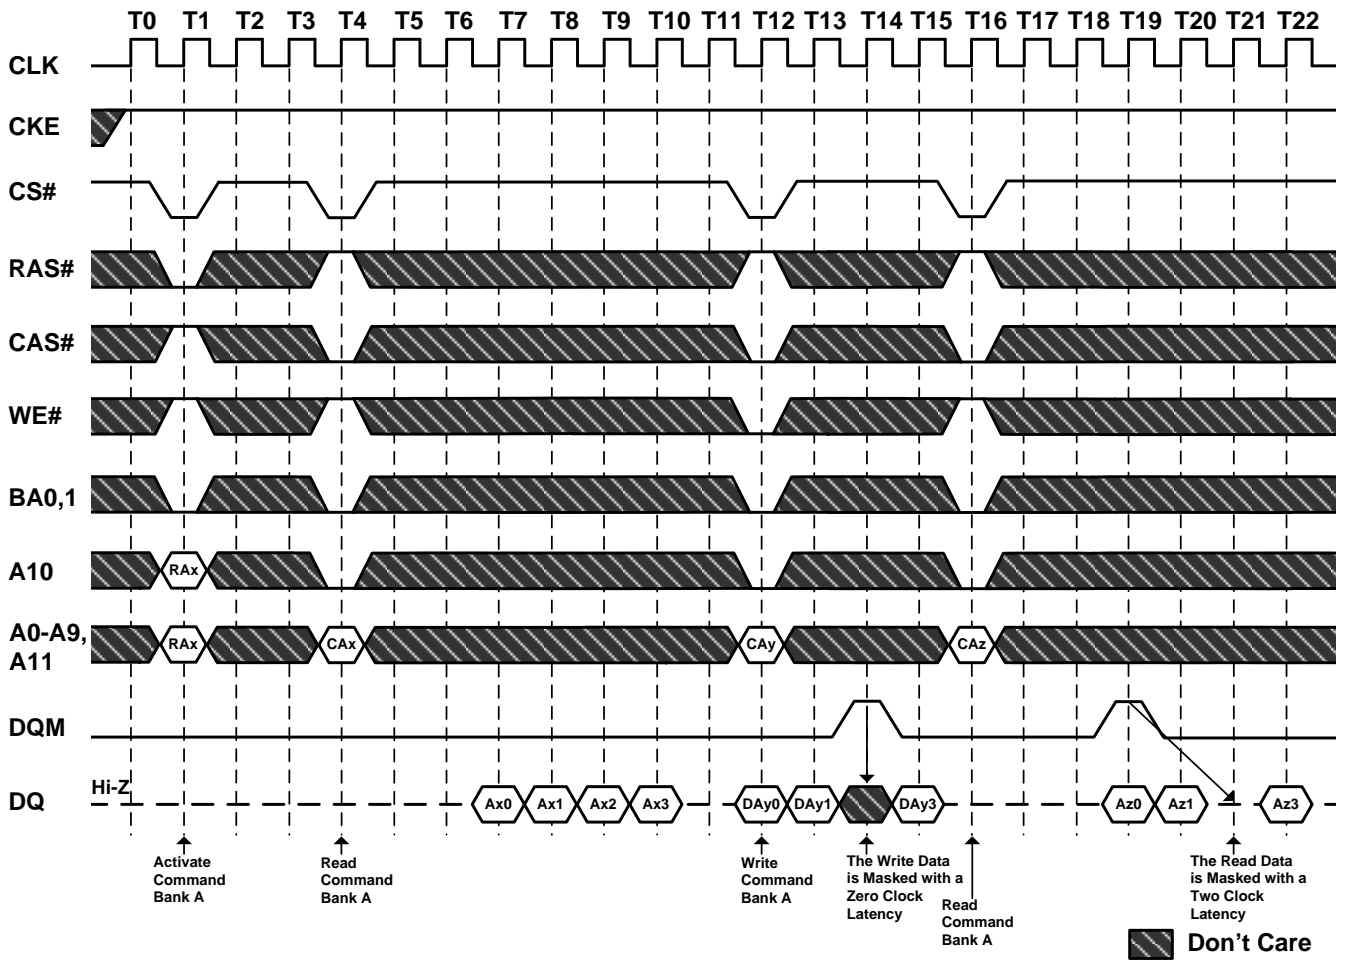 T0 T1 T2 T3 T4 T5 T6 T7 T8 T9 T10 T11 T12 T13 T14 T15 T16 T17 T18 T19 T20 T21 T22
CLK
CKE
CS#
RAS#
CAS#
WE#
BA0,1
A10
RAx
A0-A9,
A11
RAx CAx CAy CAz
DQM
Hi-Z
DQ
Ax0 Ax1 Ax2 Ax3 DAy0 DAy1 DAy3 Az0 Az1 Az3
Activate
Command
Bank A
Read
Command
Bank A
Write
Command
Bank A
The Write Data
is Masked with a
Zero Clock
Latency
Read
Command
Bank A
The Read Data
is Masked with a
Two Clock
Latency
Don't Care